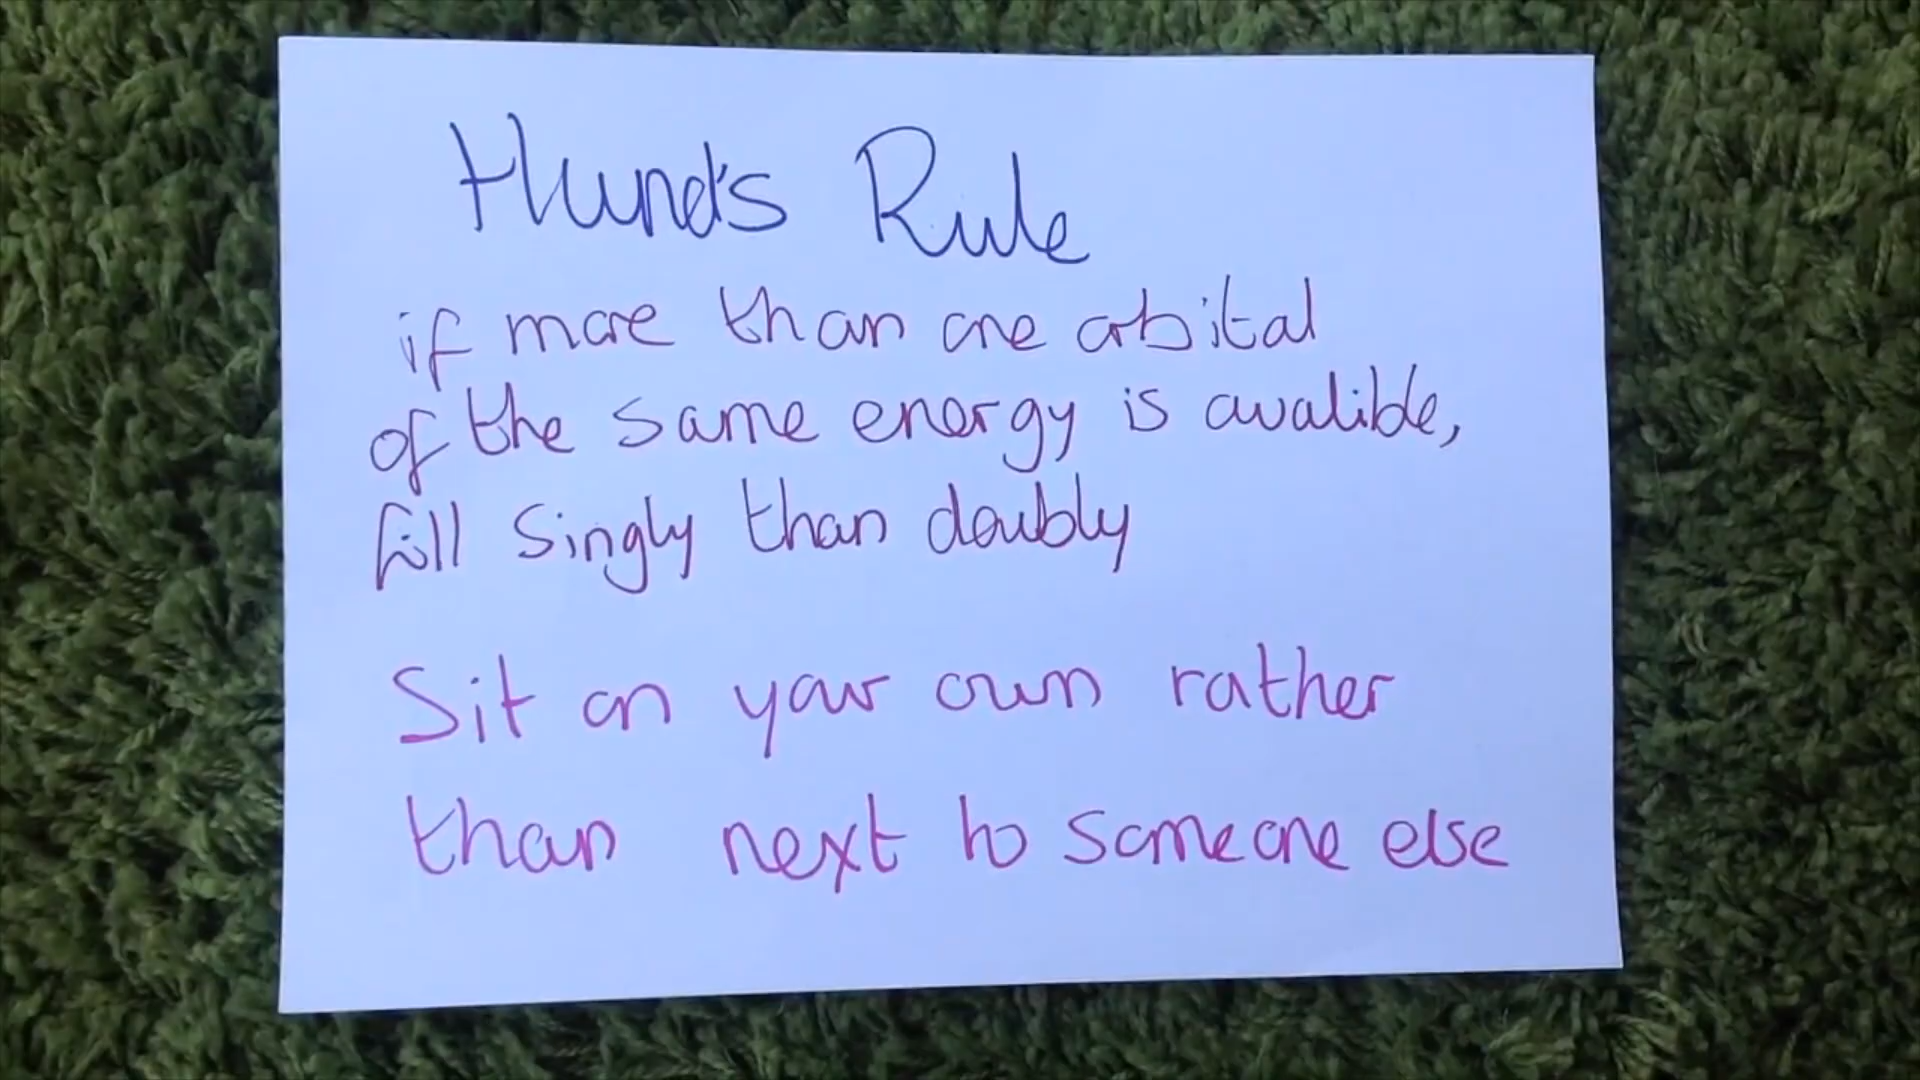 Hund's Rule
if more than one orbital
of the same energy is avalible,
fill singly than doubly
Sit on your own rather
than next to someone else